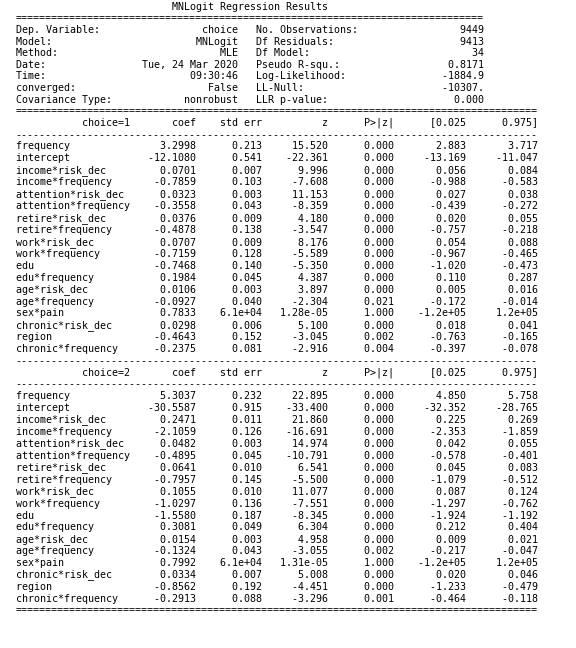 MNLogit Regression Results
==============================================================================
Dep. Variable: choice No. Observations: 9449
Model: MNLogit Df Residuals: 9413
Method: MLE Df Model: 34
Date: Tue, 24 Mar 2020 Pseudo R-squ.: 0.8171
Time: 09:30:46 Log-Likelihood: -1884.9
converged: False LL-Null: -10307.
Covariance Type: nonrobust LLR p-value: 0.000
=======================================================================================
choice=1 coef std err z P>|z| [0.025 0.975]
---------------------------------------------------------------------------------------
frequency 3.2998 0.213 15.520 0.000 2.883 3.717
intercept -12.1080 0.541 -22.361 0.000 -13.169 -11.047
income*risk_dec 0.0701 0.007 9.996 0.000 0.056 0.084
income*frequency -0.7859 0.103 -7.608 0.000 -0.988 -0.583
attention*risk_dec 0.0323 0.003 11.153 0.000 0.027 0.038
attention*frequency -0.3558 0.043 -8.359 0.000 -0.439 -0.272
retire*risk_dec 0.0376 0.009 4.180 0.000 0.020 0.055
retire*frequency -0.4878 0.138 -3.547 0.000 -0.757 -0.218
work*risk_dec 0.0707 0.009 8.176 0.000 0.054 0.088
work*frequency -0.7159 0.128 -5.589 0.000 -0.967 -0.465
edu -0.7468 0.140 -5.350 0.000 -1.020 -0.473
edu*frequency 0.1984 0.045 4.387 0.000 0.110 0.287
age*risk_dec 0.0106 0.003 3.897 0.000 0.005 0.016
age*frequency -0.0927 0.040 -2.304 0.021 -0.172 -0.014
sex*pain 0.7833 6.1e+04 1.28e-05 1.000 -1.2e+05 1.2e+05
chronic*risk_dec 0.0298 0.006 5.100 0.000 0.018 0.041
region -0.4643 0.152 -3.045 0.002 -0.763 -0.165
chronic*frequency -0.2375 0.081 -2.916 0.004 -0.397 -0.078
---------------------------------------------------------------------------------------
choice=2 coef std err z P>|z| [0.025 0.975]
---------------------------------------------------------------------------------------
frequency 5.3037 0.232 22.895 0.000 4.850 5.758
intercept -30.5587 0.915 -33.400 0.000 -32.352 -28.765
income*risk_dec 0.2471 0.011 21.860 0.000 0.225 0.269
income*frequency -2.1059 0.126 -16.691 0.000 -2.353 -1.859
attention*risk_dec 0.0482 0.003 14.974 0.000 0.042 0.055
attention*frequency -0.4895 0.045 -10.791 0.000 -0.578 -0.401
retire*risk_dec 0.0641 0.010 6.541 0.000 0.045 0.083
retire*frequency -0.7957 0.145 -5.500 0.000 -1.079 -0.512
work*risk_dec 0.1055 0.010 11.077 0.000 0.087 0.124
work*frequency -1.0297 0.136 -7.551 0.000 -1.297 -0.762
edu -1.5580 0.187 -8.345 0.000 -1.924 -1.192
edu*frequency 0.3081 0.049 6.304 0.000 0.212 0.404
age*risk_dec 0.0154 0.003 4.958 0.000 0.009 0.021
age*frequency -0.1324 0.043 -3.055 0.002 -0.217 -0.047
sex*pain 0.7992 6.1e+04 1.31e-05 1.000 -1.2e+05 1.2e+05
chronic*risk_dec 0.0334 0.007 5.008 0.000 0.020 0.046
region -0.8562 0.192 -4.451 0.000 -1.233 -0.479
chronic*frequency -0.2913 0.088 -3.296 0.001 -0.464 -0.118
=======================================================================================